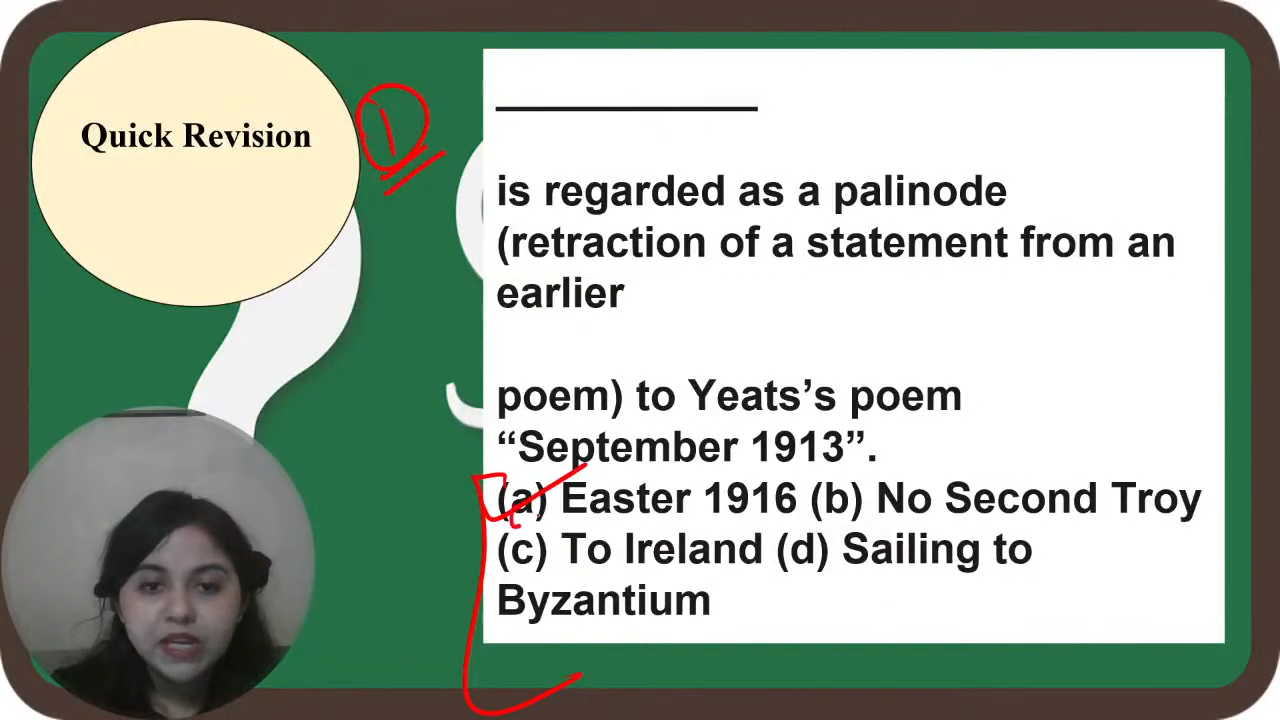 Quick Revision
1
is regarded as a palinode
(retraction of a statement from an
earlier
poem) to Yeats’s poem
“September 1913”.
(a) Easter 1916 (b) No Second Troy
(c) To Ireland (d) Sailing to
Byzantium